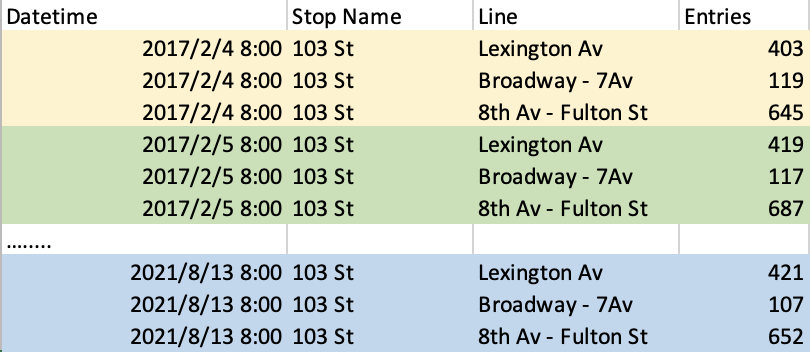 Datetime Stop Name Line Entries
2017/2/4 8:00 103 St Lexington Av 403
2017/2/4 8:00 103 St Broadway - 7Av 119
2017/2/4 8:00 103 St 8th Av - Fulton St 645
2017/2/5 8:00 103 St Lexington Av 419
2017/2/5 8:00 103 St Broadway - 7Av 117
2017/2/5 8:00 103 St 8th Av - Fulton St 687
........
2021/8/13 8:00 103 St Lexington Av 421
2021/8/13 8:00 103 St Broadway - 7Av 107
2021/8/13 8:00 103 St 8th Av - Fulton St 652